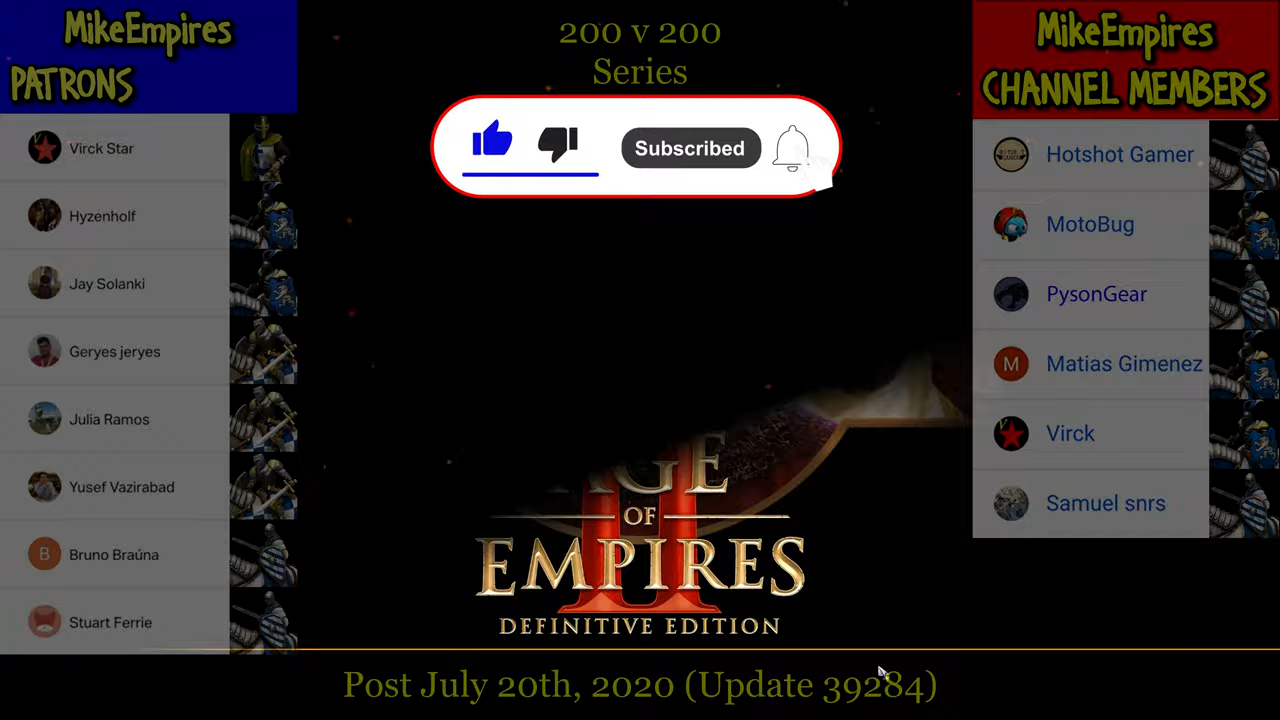 MikeEmpires
PATRONS
Virck Star
Hyzenholf
Jay Solanki
Geryes jeryes
Julia Ramos
Yusef Vazirabad
B
Bruno Braúna
Stuart Ferrie
200 v 200
Series
Subscribed
AGE
OF
EMPIRES
II
DEFINITIVE EDITION
Post July 20th, 2020 (Update 39284)
MikeEmpires
CHANNEL MEMBERS
Hotshot Gamer
MotoBug
PysonGear
M
Matias Gimenez
Virck
Samuel snrs